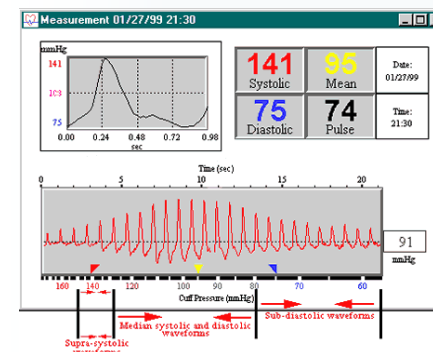 Measurement 01/27/99 21:30
mmHg
141
75
0.00 0.24 0.48 0.72 0.98
sec
141 95
Systolic Mean
75 74
Diastolic Pulse
Date:
01/27/99
Time:
21:30
Time (sec)
0 5 10 15 20
91
mmHg
160 140 120 100 80 70 60
Cuff Pressure (mmHg)
Median systolic and diastolic
waveforms
Sub-diastolic waveforms
Supra-systolic
waveforms